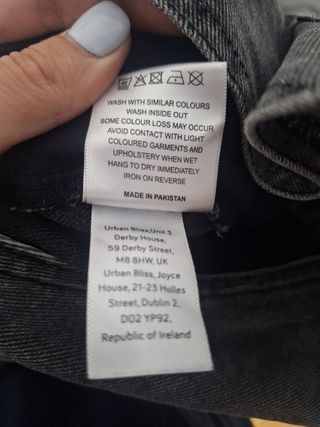 WASH WITH SIMILAR COLOURS
WASH INSIDE OUT
SOME COLOUR LOSS MAY OCCUR
AVOID CONTACT WITH LIGHT
COLOURED GARMENTS AND
UPHOLSTERY WHEN WET
HANG TO DRY IMMEDIATELY
IRON ON REVERSE
MADE IN PAKISTAN
Urban Bliss,Unit 3
Derby House,
59 Derby Street,
M8 8HW, UK
Urban Bliss, Joyce
House, 21-23 Holles
Street, Dublin 2,
DO2 YP92,
Republic of Ireland